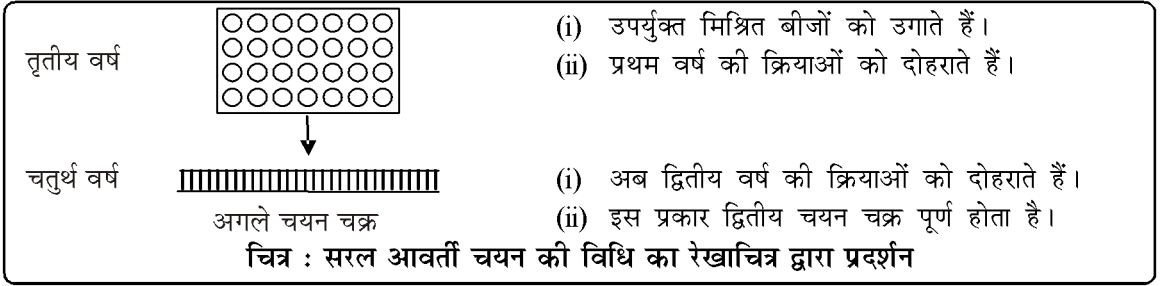 (i) उपर्युक्त मिश्रित बीजों को उगाते हैं।
तृतीय वर्ष
(ii) प्रथम वर्ष की क्रियाओं को दोहराते हैं।
चतुर्थ वर्ष
(i) अब द्वितीय वर्ष की क्रियाओं को दोहराते हैं।
अगले चयन चक्र
(ii) इस प्रकार द्वितीय चयन चक्र पूर्ण होता है।
चित्र : सरल आवर्ती चयन की विधि का रेखाचित्र द्वारा प्रदर्शन